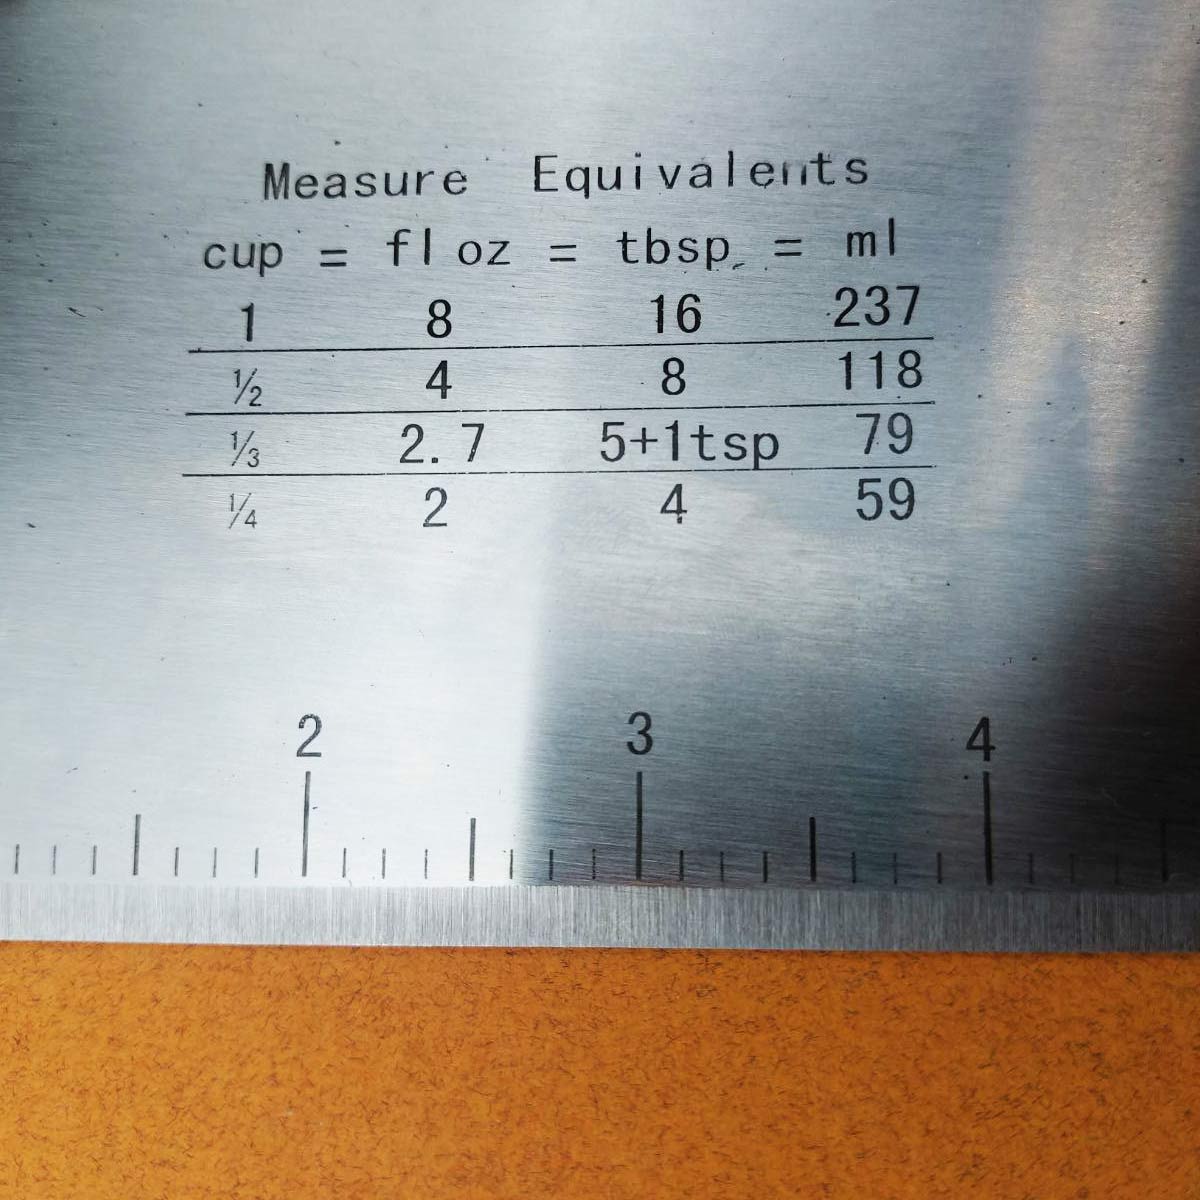 Measure Equivalents
cup = fl oz = tbsp = ml
1 8 16 237
½ 4 8 118
⅓ 2.7 5+1tsp 79
¼ 2 4 59
2 3 4